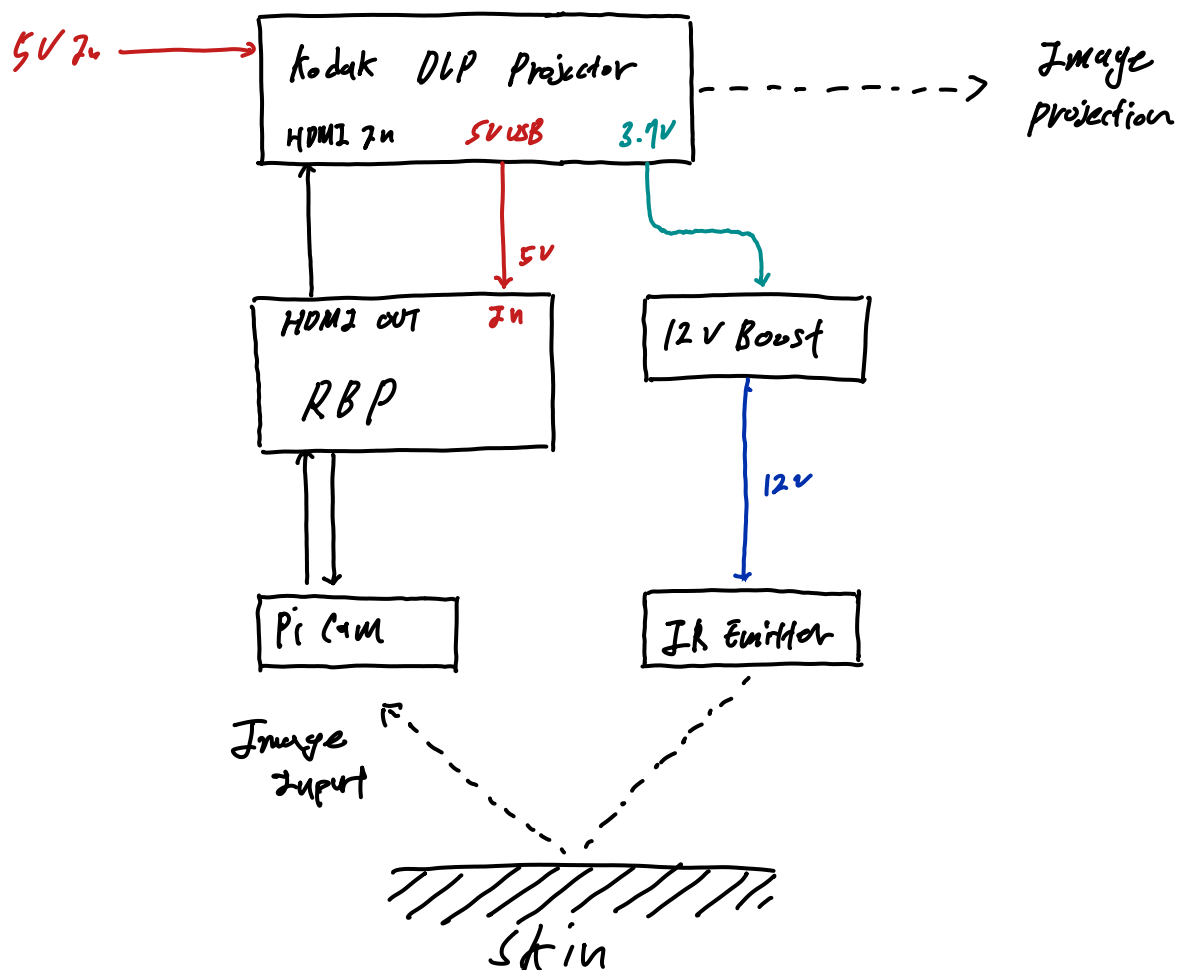 5V In
Kodak DLP Projector
HDMI In 5V USB 3.7V
Image
Projection
5V
HDMI OUT In
RBP
12V Boost
12V
Pi Cam
IR Emitter
Image
Input
Skin